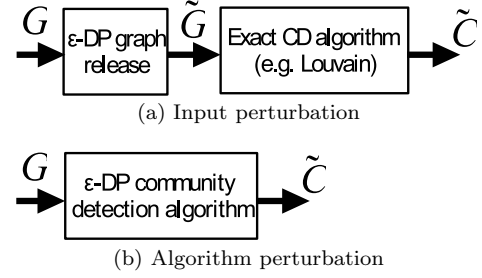 G
ε-DP graph
release
G̃
Exact CD algorithm
(e.g. Louvain)
C̃
(a) Input perturbation
G
ε-DP community
detection algorithm
C̃
(b) Algorithm perturbation